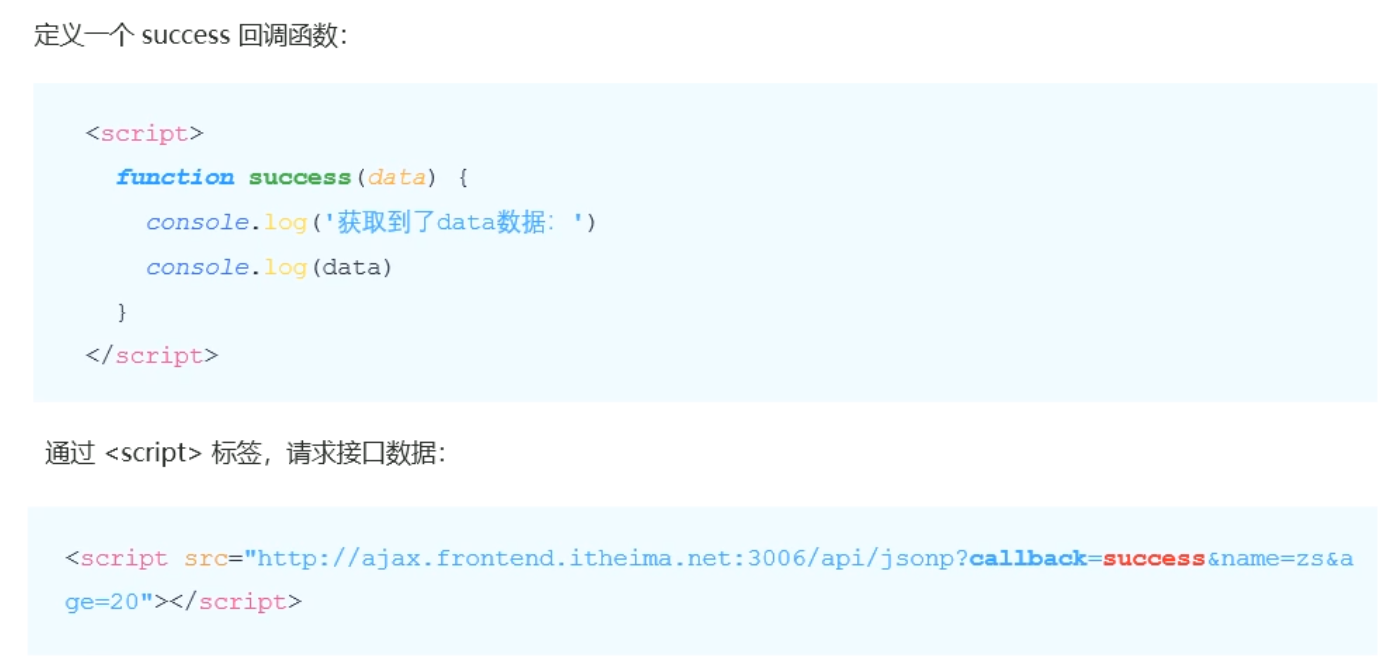 定义一个 success 回调函数：
<script>
function success(data) {
console.log('获取到了data数据：')
console.log(data)
}
</script>
通过 <script> 标签，请求接口数据：
<script src="http://ajax.frontend.itheima.net:3006/api/jsonp?callback=success&name=zs&a
ge=20"></script>